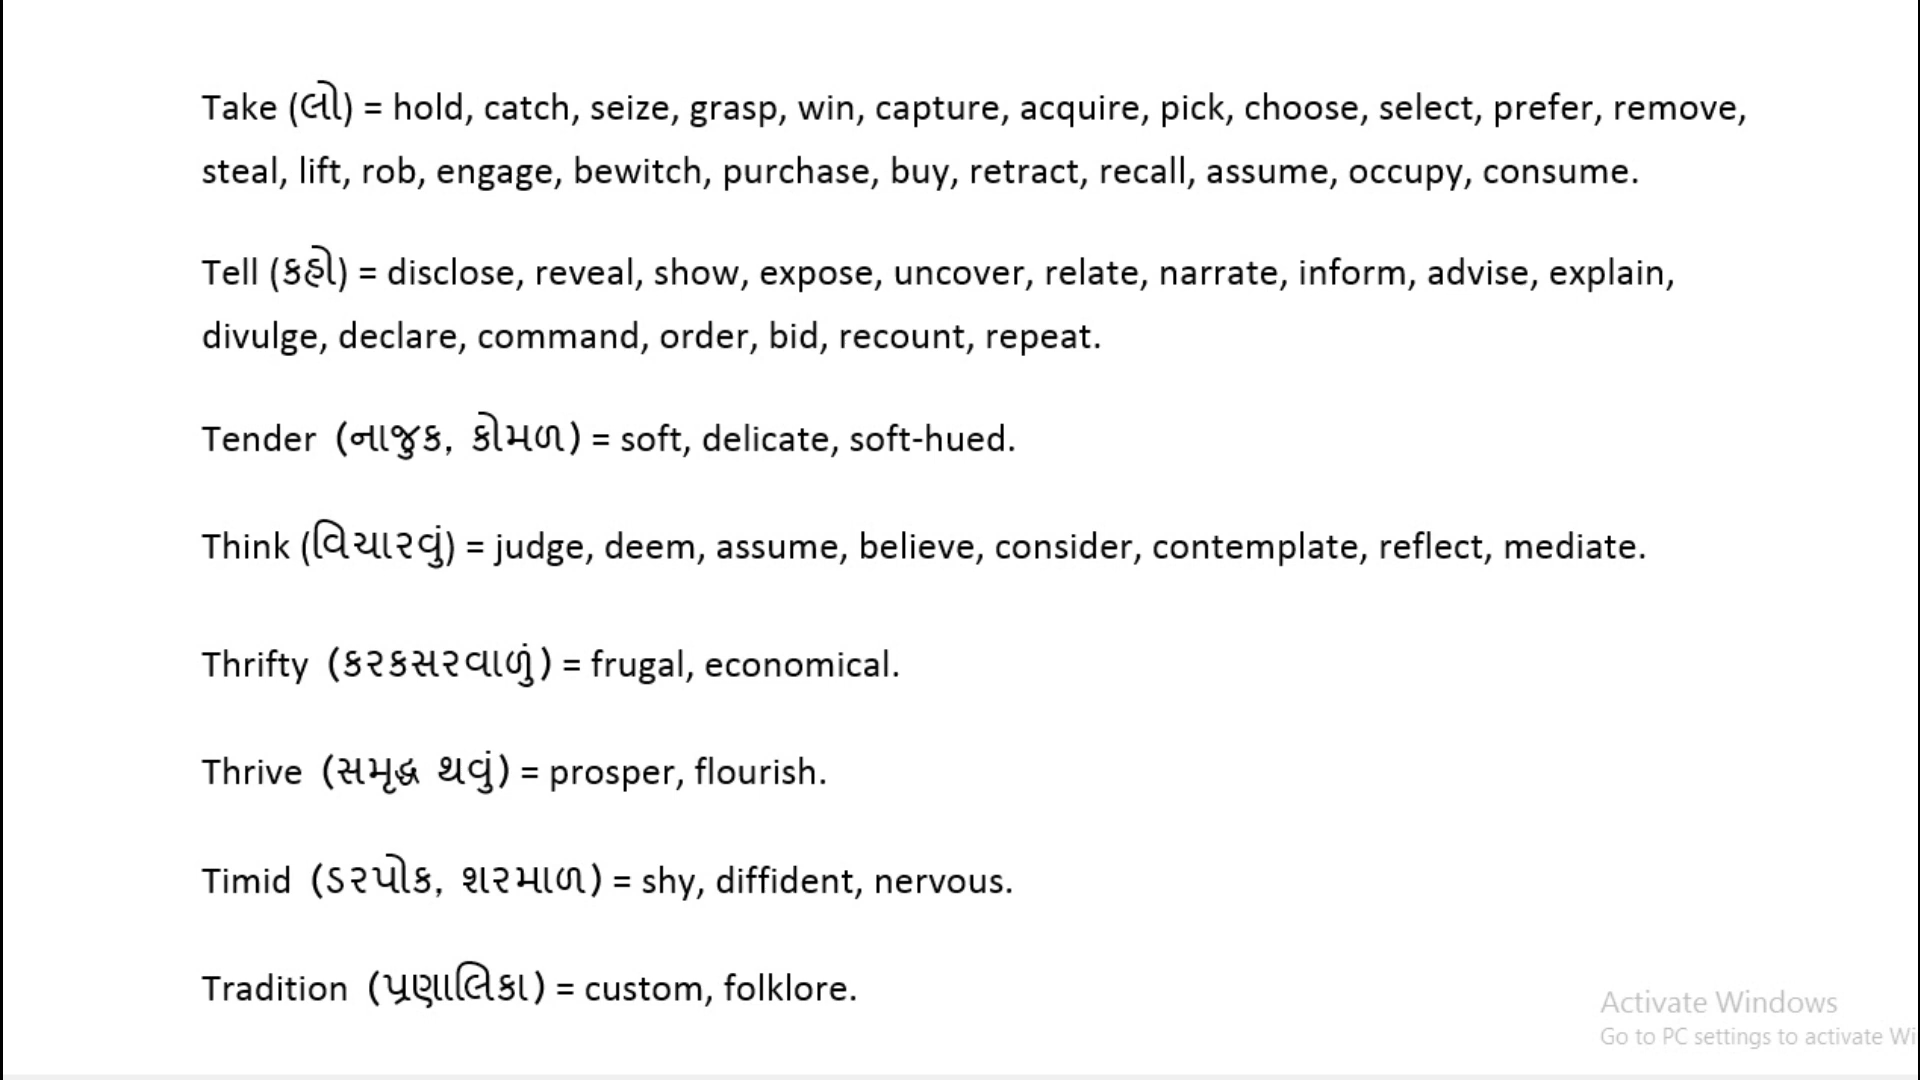 Take (લો) = hold, catch, seize, grasp, win, capture, acquire, pick, choose, select, prefer, remove,
steal, lift, rob, engage, bewitch, purchase, buy, retract, recall, assume, occupy, consume.
Tell (કહો) = disclose, reveal, show, expose, uncover, relate, narrate, inform, advise, explain,
divulge, declare, command, order, bid, recount, repeat.
Tender (નાજુક, કોમળ) = soft, delicate, soft-hued.
Think (વિચારવું) = judge, deem, assume, believe, consider, contemplate, reflect, mediate.
Thrifty (કરકસરવાળું) = frugal, economical.
Thrive (સમૃદ્ધ થવું) = prosper, flourish.
Timid (ડરપોક, શરમાળ) = shy, diffident, nervous.
Tradition (પ્રણાલિકા) = custom, folklore.
Activate Windows
Go to PC settings to activate Wi